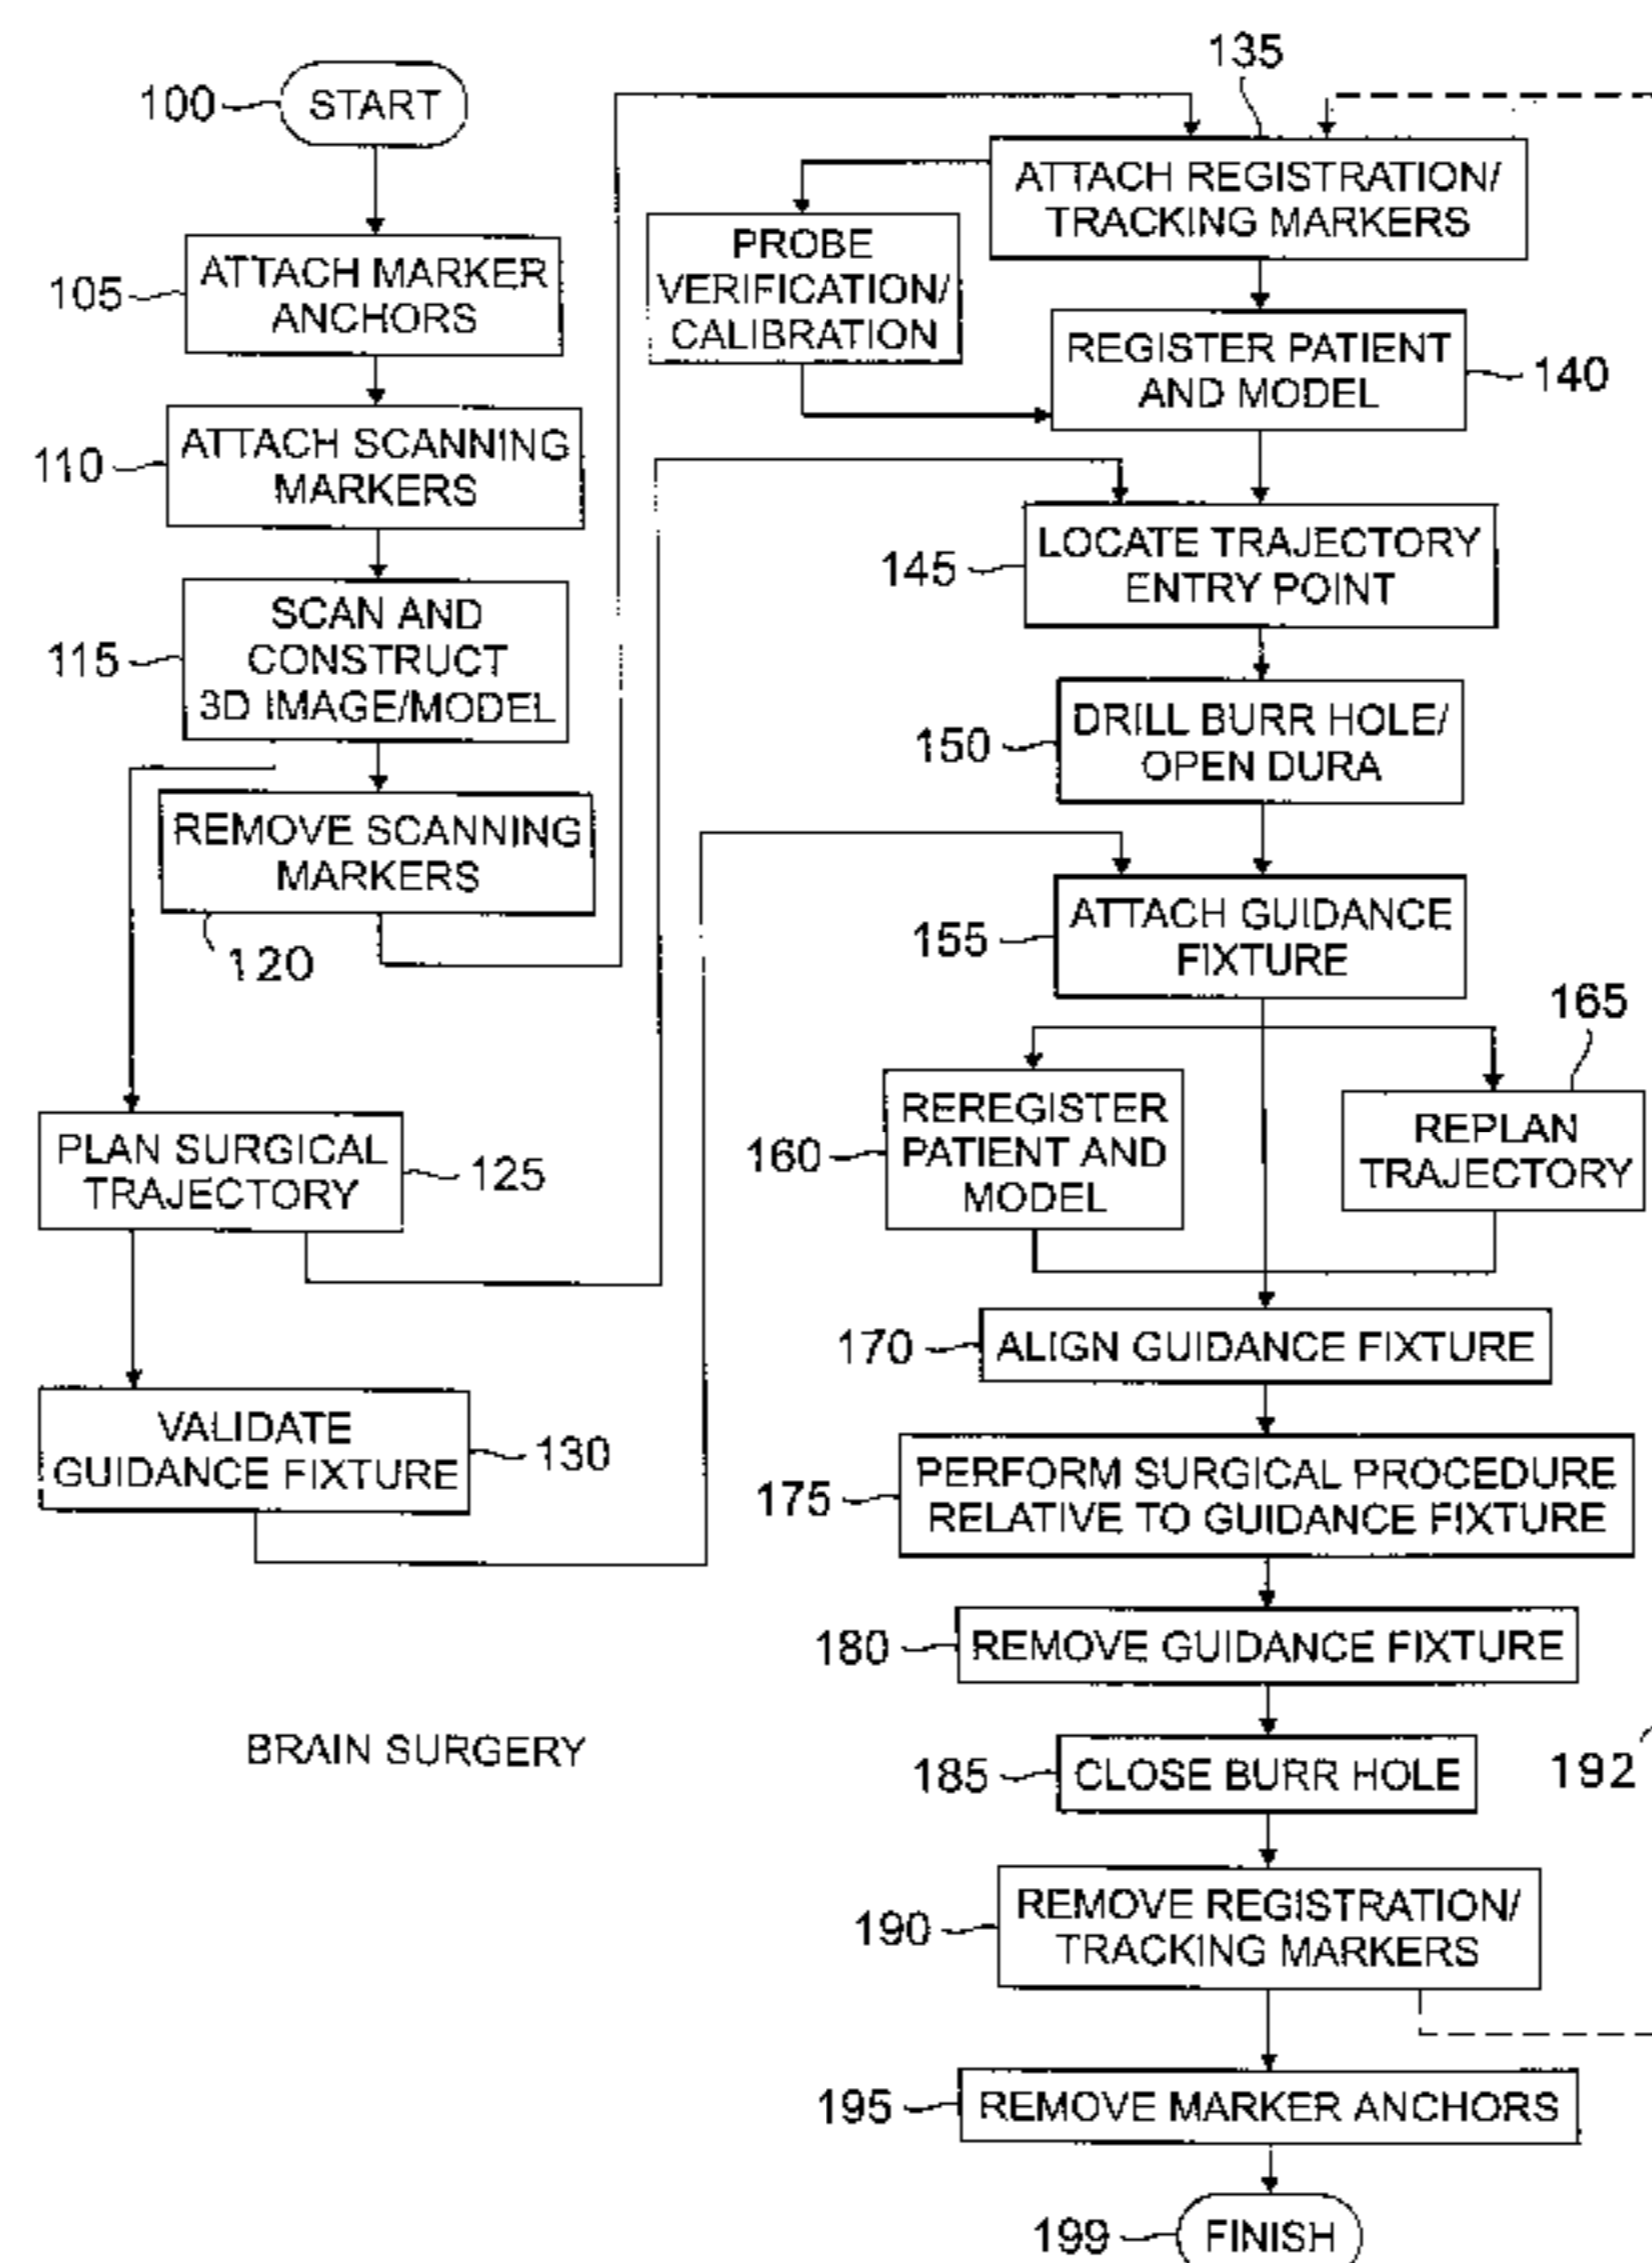 100
START
105
ATTACH MARKER
ANCHORS
110
ATTACH SCANNING
MARKERS
115
SCAN AND
CONSTRUCT
3D IMAGE/MODEL
REMOVE SCANNING
MARKERS
120
PLAN SURGICAL
TRAJECTORY
125
VALIDATE
GUIDANCE FIXTURE
130
BRAIN SURGERY
135
ATTACH REGISTRATION/
TRACKING MARKERS
PROBE
VERIFICATION/
CALIBRATION
REGISTER PATIENT
AND MODEL
140
145
LOCATE TRAJECTORY
ENTRY POINT
150
DRILL BURR HOLE/
OPEN DURA
155
ATTACH GUIDANCE
FIXTURE
160
REREGISTER
PATIENT AND
MODEL
165
REPLAN
TRAJECTORY
170
ALIGN GUIDANCE FIXTURE
175
PERFORM SURGICAL PROCEDURE
RELATIVE TO GUIDANCE FIXTURE
180
REMOVE GUIDANCE FIXTURE
185
CLOSE BURR HOLE
192
190
REMOVE REGISTRATION/
TRACKING MARKERS
195
REMOVE MARKER ANCHORS
199
FINISH